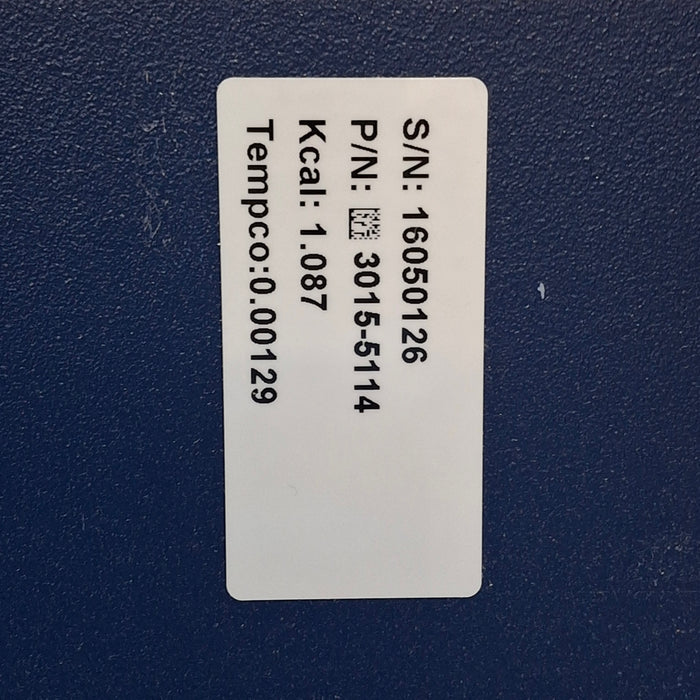 S/N: 16050126
P/N: 3015-5114
Kcal: 1.087
Tempco:0.00129